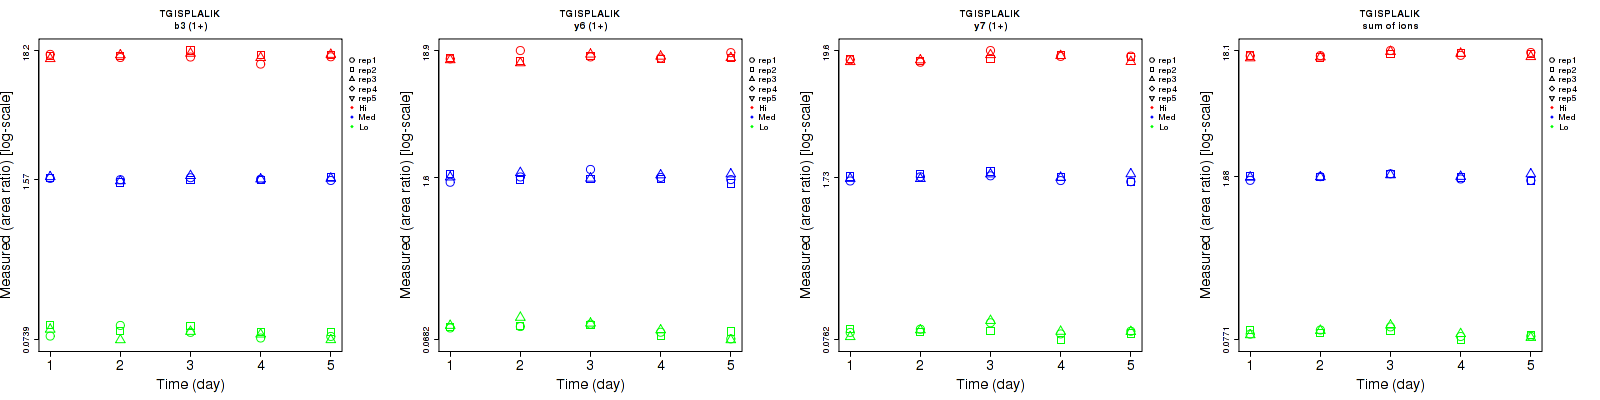 TGISPLALIK
b3 (1+)
Measured (area ratio) [log-scale]
18.2
1.57
0.0739
1 2 3 4 5
Time (day)
rep1
rep2
rep3
rep4
rep5
Hi
Med
Lo
TGISPLALIK
y6 (1+)
Measured (area ratio) [log-scale]
18.9
1.6
0.0682
1 2 3 4 5
Time (day)
rep1
rep2
rep3
rep4
rep5
Hi
Med
Lo
TGISPLALIK
y7 (1+)
Measured (area ratio) [log-scale]
19.6
1.73
0.0762
1 2 3 4 5
Time (day)
rep1
rep2
rep3
rep4
rep5
Hi
Med
Lo
TGISPLALIK
sum of ions
Measured (area ratio) [log-scale]
18.1
1.68
0.0771
1 2 3 4 5
Time (day)
rep1
rep2
rep3
rep4
rep5
Hi
Med
Lo